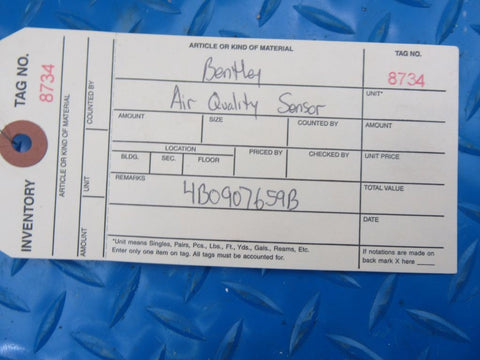 TAG NO.
8734
ARTICLE OR KIND OF MATERIAL
COUNTED BY
INVENTORY
UNIT
AMOUNT
ARTICLE OR KIND OF MATERIAL
TAG NO.
Bentley
8734
UNIT*
Air Quality Sensor
AMOUNT SIZE COUNTED BY AMOUNT
LOCATION PRICED BY CHECKED BY UNIT PRICE
BLDG. SEC. FLOOR
REMARKS TOTAL VALUE
4B0907659B
DATE
*Unit means Singles, Pairs, Pcs., Lbs., Ft., Yds., Gals., Reams, Etc.
Enter only one item on tag. All tags must be accounted for.
If notations are made on
back mark X here ____